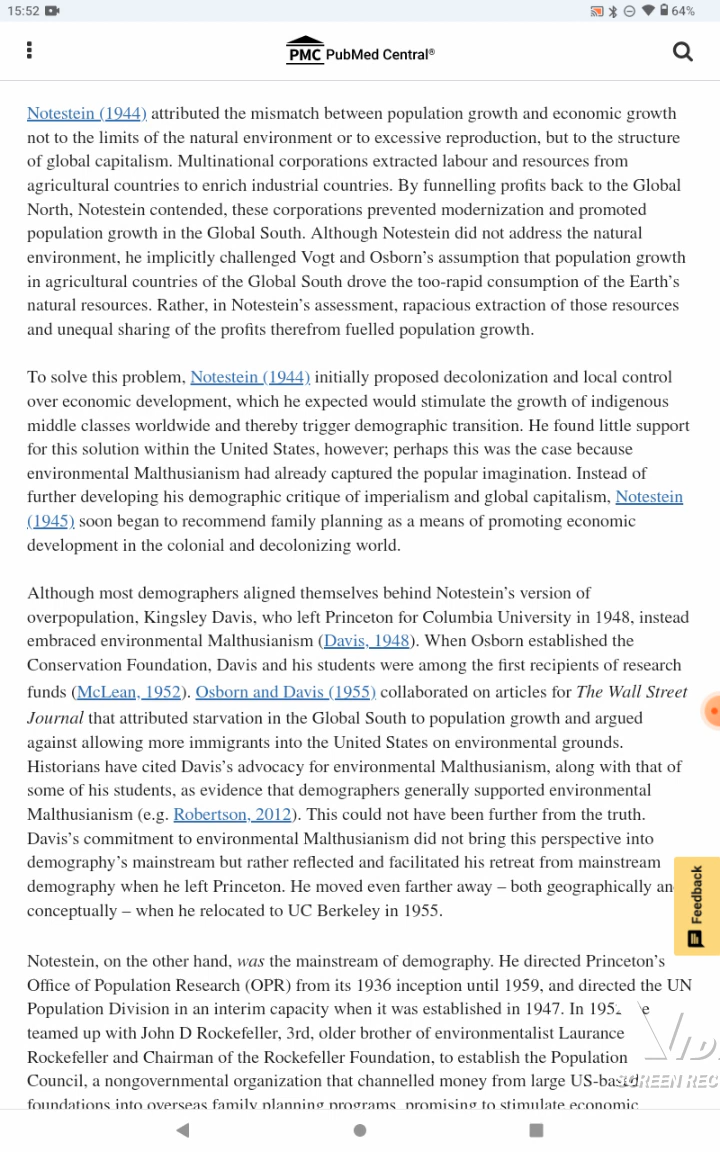 15:52
64%
PMC PubMed Central®
Notestein (1944) attributed the mismatch between population growth and economic growth
not to the limits of the natural environment or to excessive reproduction, but to the structure
of global capitalism. Multinational corporations extracted labour and resources from
agricultural countries to enrich industrial countries. By funnelling profits back to the Global
North, Notestein contended, these corporations prevented modernization and promoted
population growth in the Global South. Although Notestein did not address the natural
environment, he implicitly challenged Vogt and Osborn’s assumption that population growth
in agricultural countries of the Global South drove the too-rapid consumption of the Earth’s
natural resources. Rather, in Notestein’s assessment, rapacious extraction of those resources
and unequal sharing of the profits therefrom fuelled population growth.
To solve this problem, Notestein (1944) initially proposed decolonization and local control
over economic development, which he expected would stimulate the growth of indigenous
middle classes worldwide and thereby trigger demographic transition. He found little support
for this solution within the United States, however; perhaps this was the case because
environmental Malthusianism had already captured the popular imagination. Instead of
further developing his demographic critique of imperialism and global capitalism, Notestein
(1945) soon began to recommend family planning as a means of promoting economic
development in the colonial and decolonizing world.
Although most demographers aligned themselves behind Notestein’s version of
overpopulation, Kingsley Davis, who left Princeton for Columbia University in 1948, instead
embraced environmental Malthusianism (Davis, 1948). When Osborn established the
Conservation Foundation, Davis and his students were among the first recipients of research
funds (McLean, 1952). Osborn and Davis (1955) collaborated on articles for The Wall Street
Journal that attributed starvation in the Global South to population growth and argued
against allowing more immigrants into the United States on environmental grounds.
Historians have cited Davis’s advocacy for environmental Malthusianism, along with that of
some of his students, as evidence that demographers generally supported environmental
Malthusianism (e.g. Robertson, 2012). This could not have been further from the truth.
Davis’s commitment to environmental Malthusianism did not bring this perspective into
demography’s mainstream but rather reflected and facilitated his retreat from mainstream
demography when he left Princeton. He moved even farther away – both geographically an
conceptually – when he relocated to UC Berkeley in 1955.
Feedback
Notestein, on the other hand, was the mainstream of demography. He directed Princeton’s
Office of Population Research (OPR) from its 1936 inception until 1959, and directed the UN
Population Division in an interim capacity when it was established in 1947. In
teamed up with John D Rockefeller, 3rd, older brother of environmentalist Laurance
Rockefeller and Chairman of the Rockefeller Foundation, to establish the Population
Council, a nongovernmental organization that channelled money from large US-based
foundations into overseas family planning programs, promising to stimulate economic